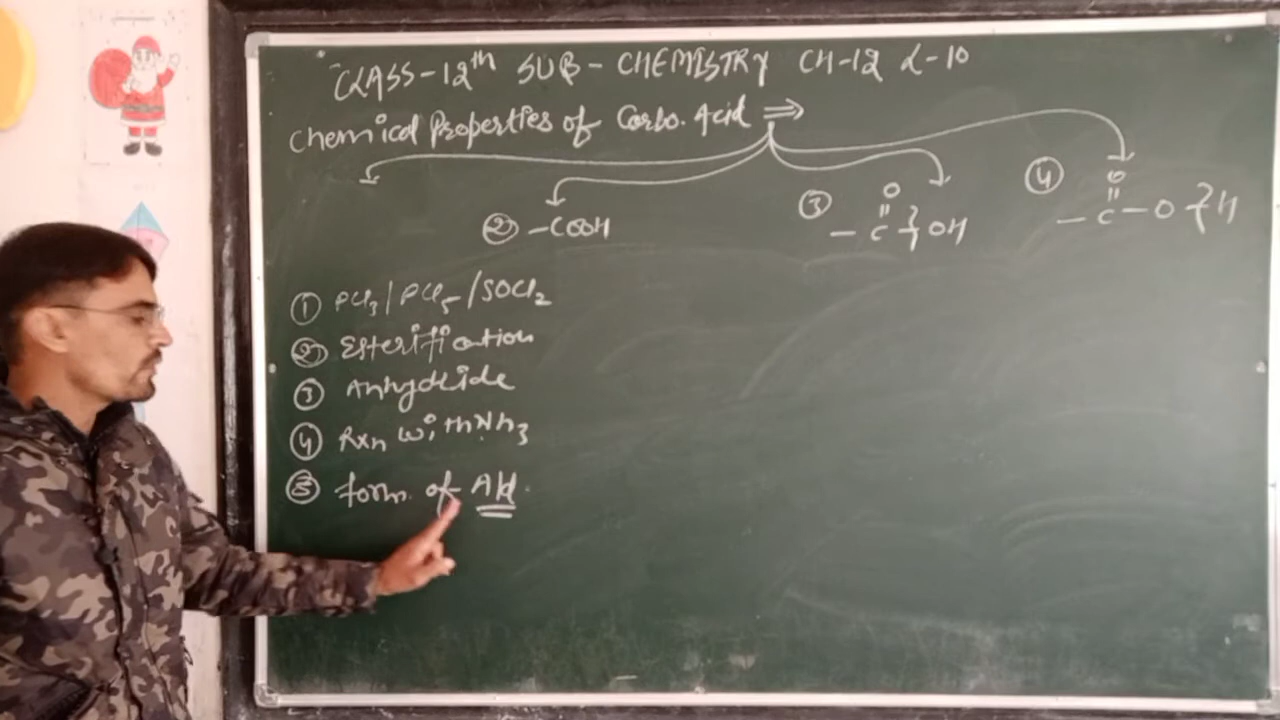 CLASS-12th SUB-CHEMISTRY CH-12 L-10
Chemical Properties of Carbo. Acid ⇒
② -COOH
③ - C(=O) } OH
④ - C(=O) - O } H
① PCl3 / PCl5 / SOCl2
② Esterification
③ Anhydride
④ Rxn with NH3
⑤ form. of Ald.